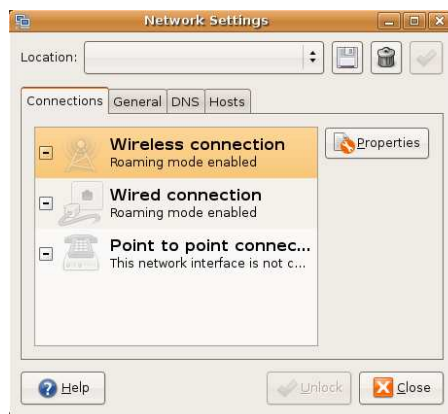 Network Settings
Location:
Connections General DNS Hosts
Wireless connection
Roaming mode enabled
Properties
Wired connection
Roaming mode enabled
Point to point connec...
This network interface is not c...
Help Unlock Close